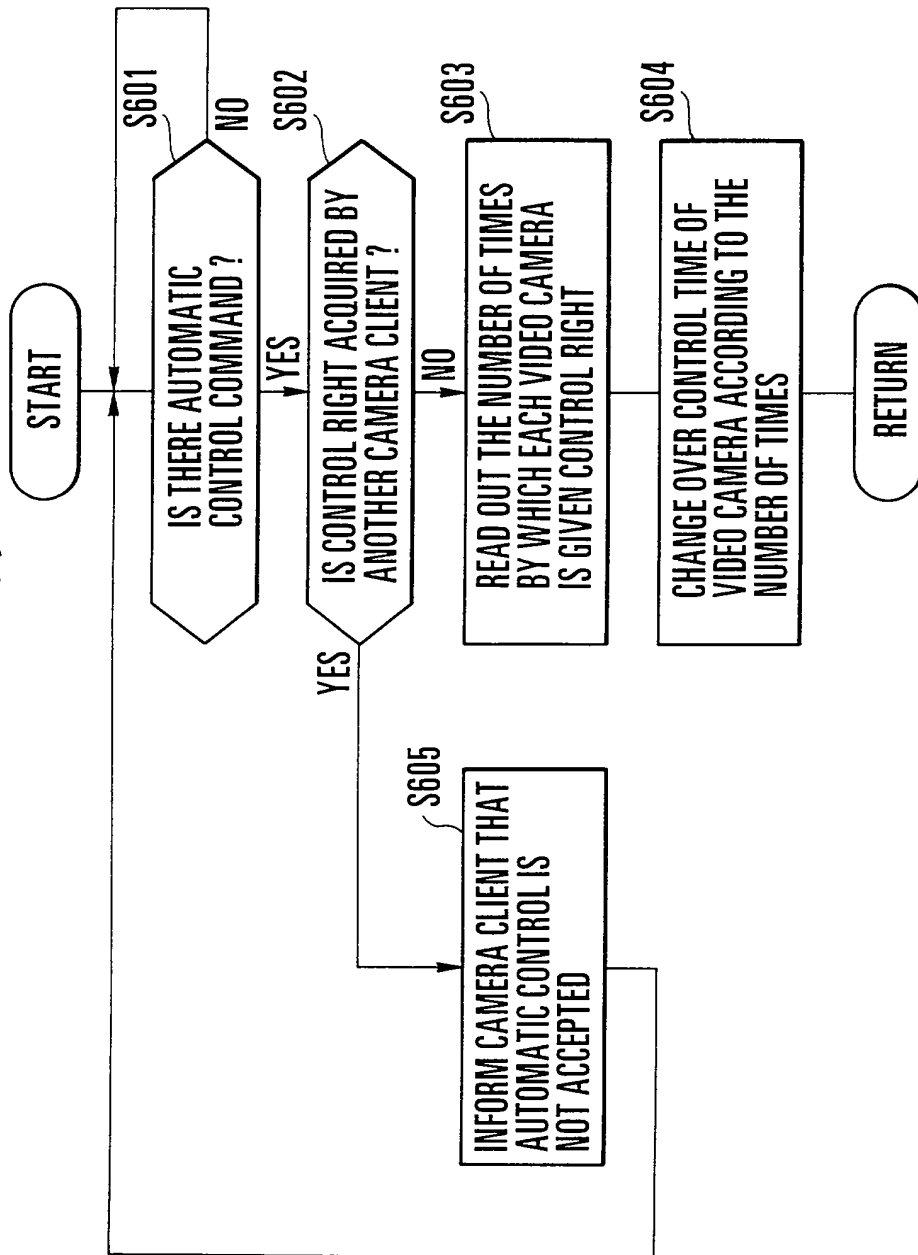 START
S601
IS THERE AUTOMATIC
CONTROL COMMAND ?
NO
YES
S602
IS CONTROL RIGHT ACQUIRED BY
ANOTHER CAMERA CLIENT ?
YES
NO
S603
READ OUT THE NUMBER OF TIMES
BY WHICH EACH VIDEO CAMERA
IS GIVEN CONTROL RIGHT
S604
CHANGE OVER CONTROL TIME OF
VIDEO CAMERA ACCORDING TO THE
NUMBER OF TIMES
RETURN
S605
INFORM CAMERA CLIENT THAT
AUTOMATIC CONTROL IS
NOT ACCEPTED